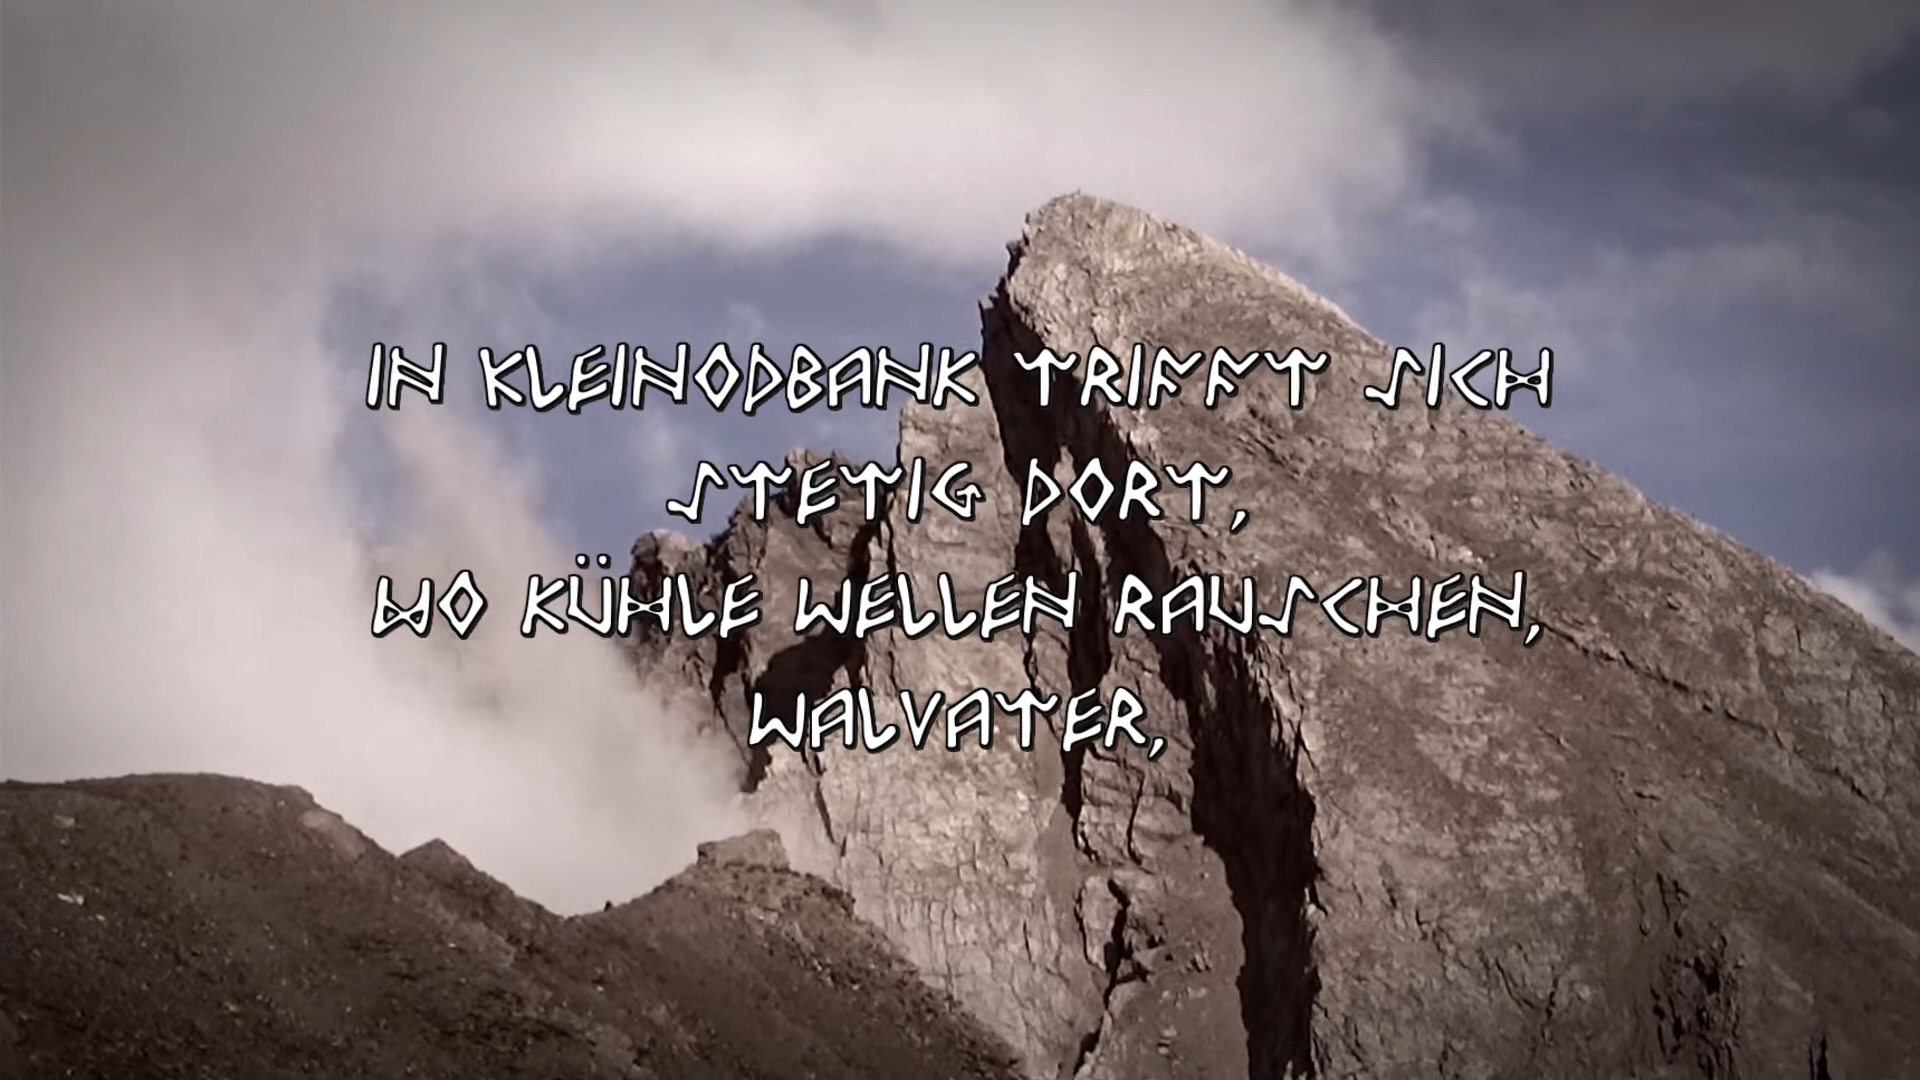 IN KLEINODBANK TRIFFT SICH
STETIG DORT,
WO KÜHLE WELLEN RAUSCHEN,
WALVATER,